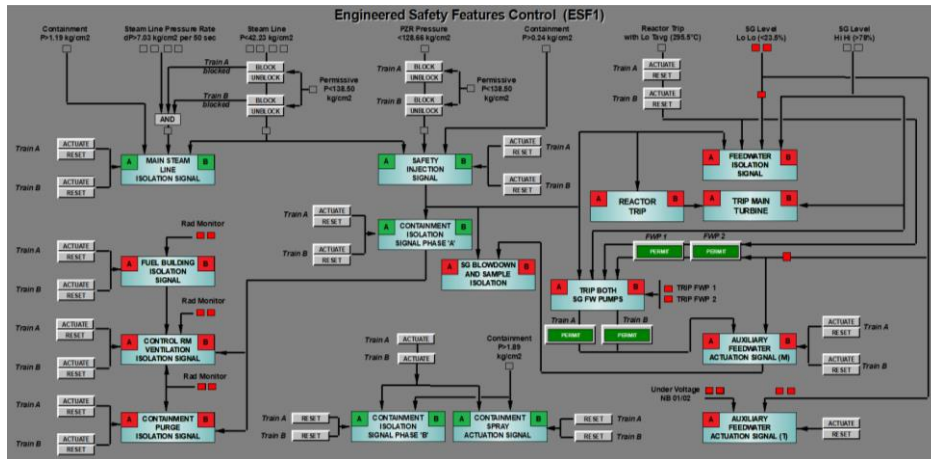 Engineered Safety Features Control (ESF1)
Containment
P>1.19 kg/cm2
Steam Line Pressure Rate
dP>7.03 kg/cm2 per 50 sec
Steam Line
P<42.23 kg/cm2
PZR Pressure
<128.66 kg/cm2
Containment
P>0.24 kg/cm2
Reactor Trip
with Lo Tavg (295.5°C)
SG Level
Lo Lo (<23.5%)
SG Level
Hi Hi (>78%)
Train A
blocked
BLOCK
UNBLOCK
Train B
blocked
BLOCK
UNBLOCK
Permissive
P<138.50
kg/cm2
Train A
BLOCK
UNBLOCK
Train B
BLOCK
UNBLOCK
Permissive
P<138.50
kg/cm2
Train A
ACTUATE
RESET
Train B
ACTUATE
RESET
AND
Train A
ACTUATE
RESET
Train B
ACTUATE
RESET
A
MAIN STEAM
LINE
ISOLATION SIGNAL
B
A
SAFETY
INJECTION
SIGNAL
B
ACTUATE
RESET
Train A
ACTUATE
RESET
Train B
A
FEEDWATER
ISOLATION
SIGNAL
B
A
REACTOR
TRIP
B
A
TRIP MAIN
TURBINE
B
Train A
ACTUATE
RESET
Train B
ACTUATE
RESET
A
CONTAINMENT
ISOLATION
SIGNAL PHASE 'A'
B
Rad Monitor
Train A
ACTUATE
RESET
Train B
ACTUATE
RESET
A
FUEL BUILDING
ISOLATION
SIGNAL
B
A
SG BLOWDOWN
AND SAMPLE
ISOLATION
B
FWP 1
PERMIT
FWP 2
PERMIT
A
TRIP BOTH
SG FW PUMPS
B
TRIP FWP 1
TRIP FWP 2
Train A
PERMIT
Train B
PERMIT
Rad Monitor
Train A
ACTUATE
RESET
Train B
ACTUATE
RESET
A
CONTROL RM
VENTILATION
ISOLATION SIGNAL
B
Train A
ACTUATE
Train B
ACTUATE
Containment
P>1.89
kg/cm2
A
AUXILIARY
FEEDWATER
ACTUATION SIGNAL (M)
B
ACTUATE
RESET
Train A
ACTUATE
RESET
Train B
Rad Monitor
Train A
ACTUATE
RESET
Train B
ACTUATE
RESET
A
CONTAINMENT
PURGE
ISOLATION SIGNAL
B
Train A
RESET
Train B
RESET
A
CONTAINMENT
ISOLATION
SIGNAL PHASE 'B'
B
A
CONTAINMENT
SPRAY
ACTUATION SIGNAL
B
RESET
Train A
RESET
Train B
Under Voltage
NB 01/02
A
AUXILIARY
FEEDWATER
ACTUATION SIGNAL (T)
ACTUATE
RESET